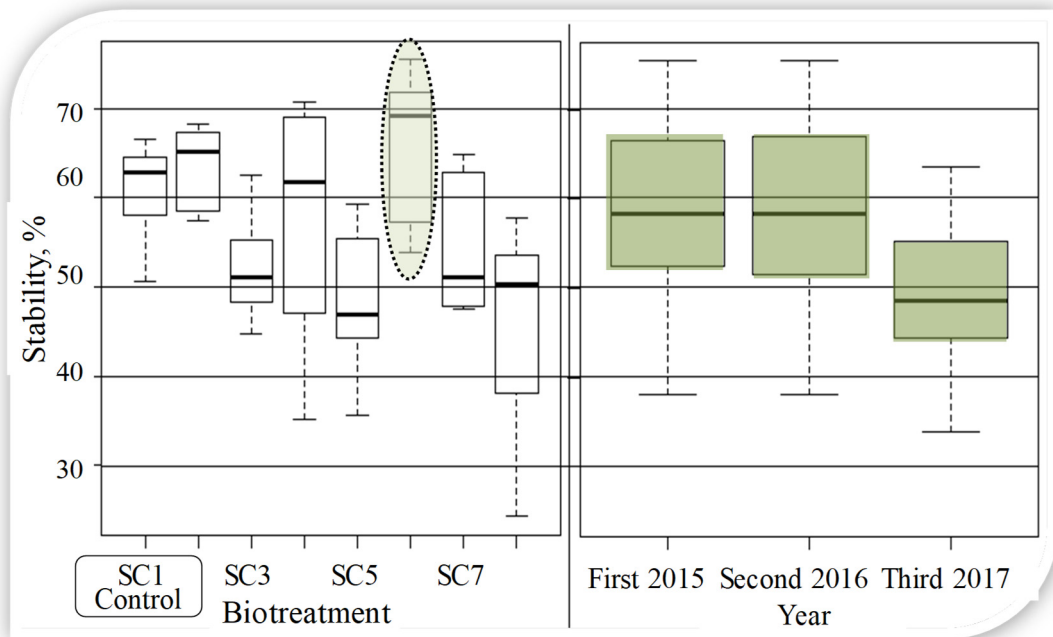 Stability, %
70
60
50
40
30
SC1 SC3 SC5 SC7
Control
Biotreatment
First 2015 Second 2016 Third 2017
Year